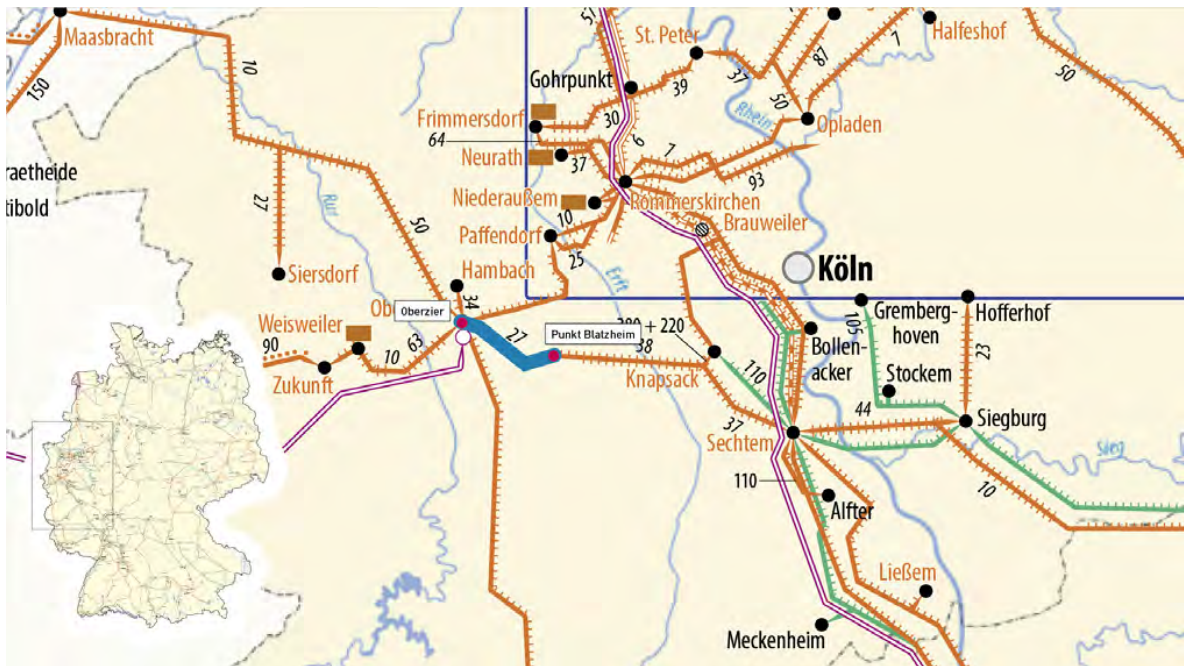 Maasbracht
10
150
57
St. Peter
87
7
Halfeshof
50
Gohrpunkt
39
37
50
Rhein
Opladen
Frimmersdorf
30
64
6
Neurath
37
1
93
raetheide
tibold
27
Rur
50
Niederaußem
10
Rommerskirchen
Brauweiler
Paffendorf
25
Erft
Köln
Siersdorf
Hambach
34
Oberzier
27
Punkt Blatzheim
105
Gremberg-
hoven
Hofferhof
Weisweiler
63
10
90
Zukunft
380 + 220
38
Knapsack
110
Bollen-
acker
Stockem
23
37
44
Sechtem
Siegburg
Sieg
110
10
Alfter
Ließem
Meckenheim